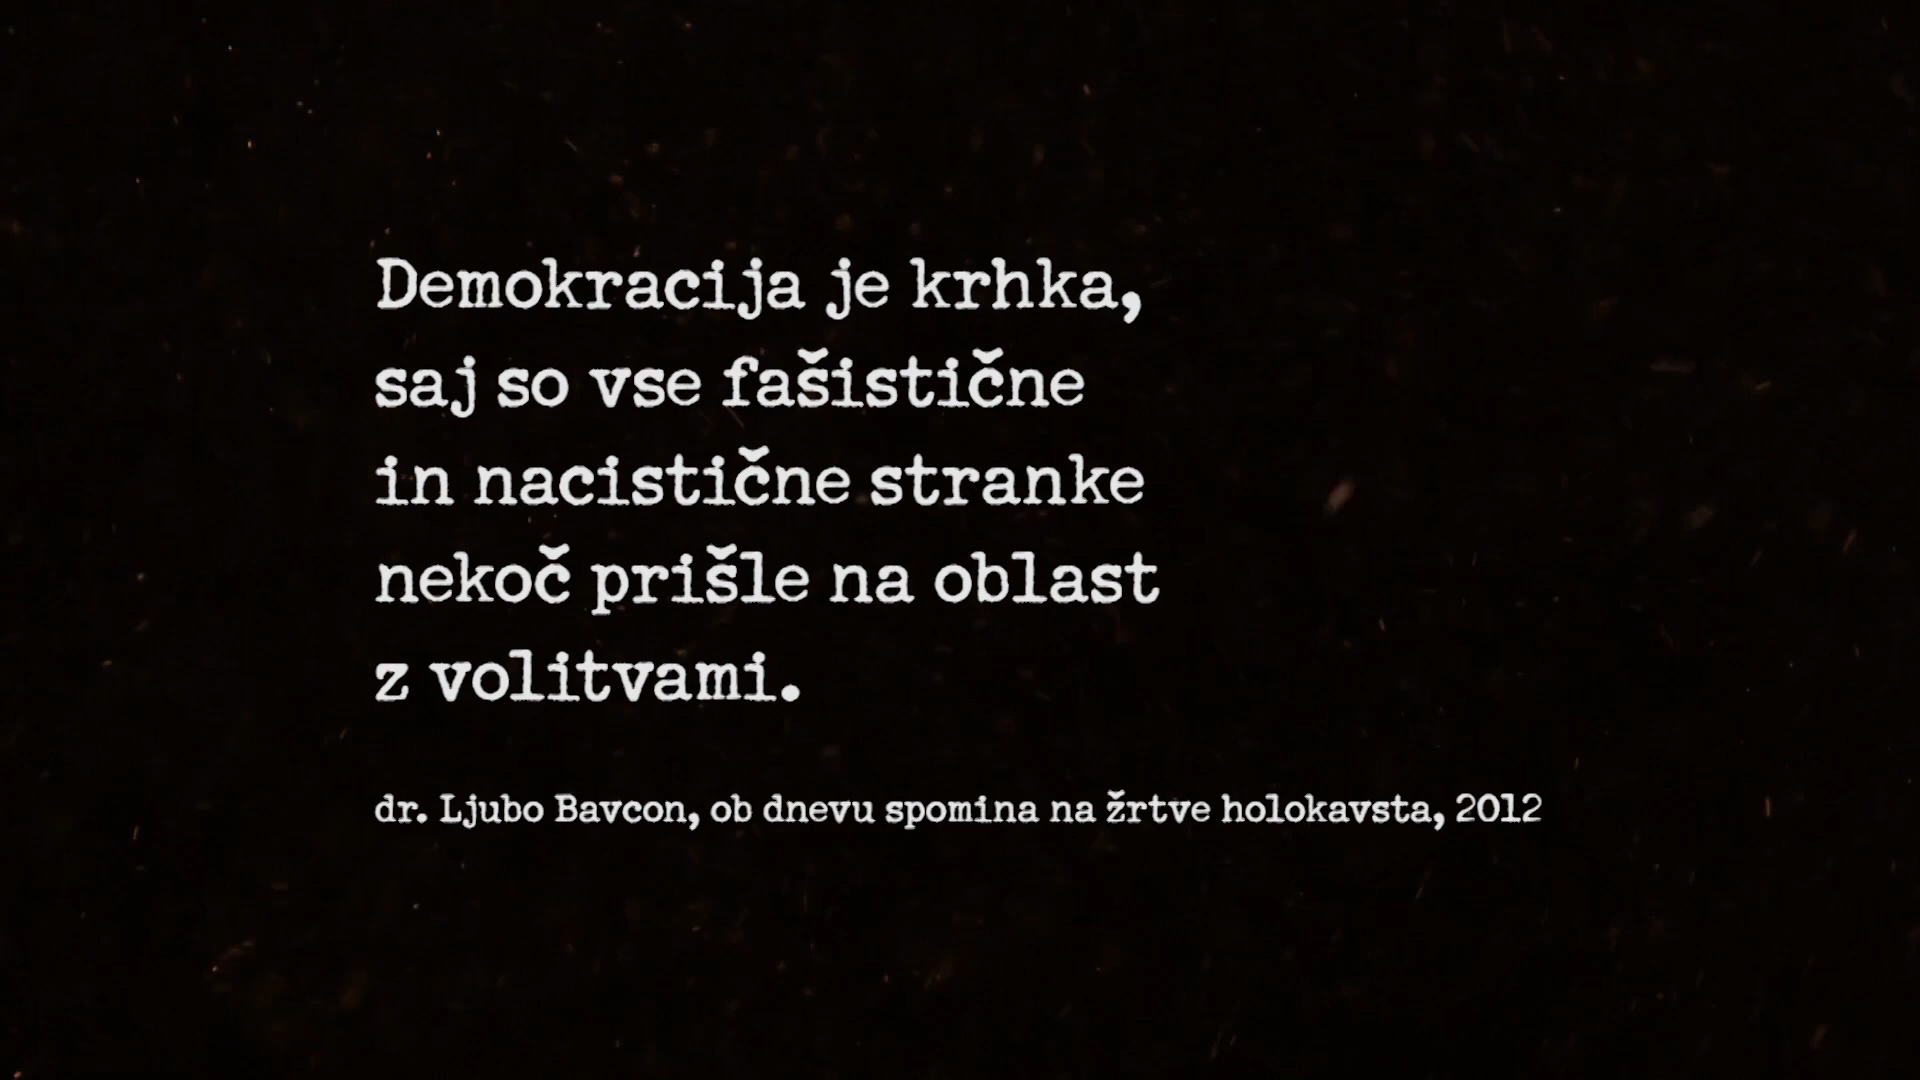 Demokracija je krhka,
saj so vse fašistične
in nacistične stranke
nekoč prišle na oblast
z volitvami.
dr. Ljubo Bavcon, ob dnevu spomina na žrtve holokavsta, 2012